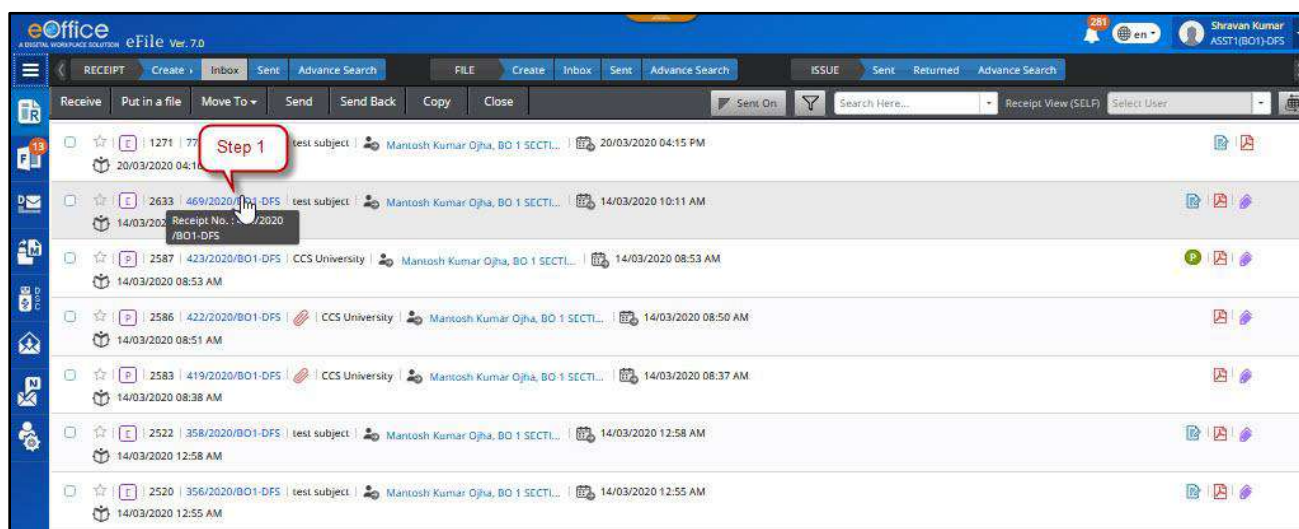 eOffice
A DIGITAL WORKPLACE SOLUTION eFile Ver. 7.0
281
en
Shravan Kumar
ASST1(BO1)-DFS
RECEIPT Create Inbox Sent Advance Search FILE Create Inbox Sent Advance Search ISSUE Sent Returned Advance Search
Receive Put in a file Move To Send Send Back Copy Close Sent On Search Here... Receipt View (SELF) Select User
E 1271 77 test subject Mantosh Kumar Ojha, BO 1 SECTI... 20/03/2020 04:15 PM
20/03/2020 04:16
Step 1
13
E 2633 469/2020/BO1-DFS test subject Mantosh Kumar Ojha, BO 1 SECTI... 14/03/2020 10:11 AM
14/03/202
Receipt No. : /2020
/BO1-DFS
P 2587 423/2020/BO1-DFS CCS University Mantosh Kumar Ojha, BO 1 SECTI... 14/03/2020 08:53 AM P
14/03/2020 08:53 AM
P 2586 422/2020/BO1-DFS CCS University Mantosh Kumar Ojha, BO 1 SECTI... 14/03/2020 08:50 AM
14/03/2020 08:51 AM
P 2583 419/2020/BO1-DFS CCS University Mantosh Kumar Ojha, BO 1 SECTI... 14/03/2020 08:37 AM
14/03/2020 08:38 AM
E 2522 358/2020/BO1-DFS test subject Mantosh Kumar Ojha, BO 1 SECTI... 14/03/2020 12:58 AM
14/03/2020 12:58 AM
E 2520 356/2020/BO1-DFS test subject Mantosh Kumar Ojha, BO 1 SECTI... 14/03/2020 12:55 AM
14/03/2020 12:55 AM
R
F
D
M
DSC
N